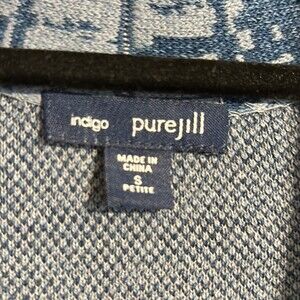 indigo purejill
MADE IN
CHINA
S
PETITE